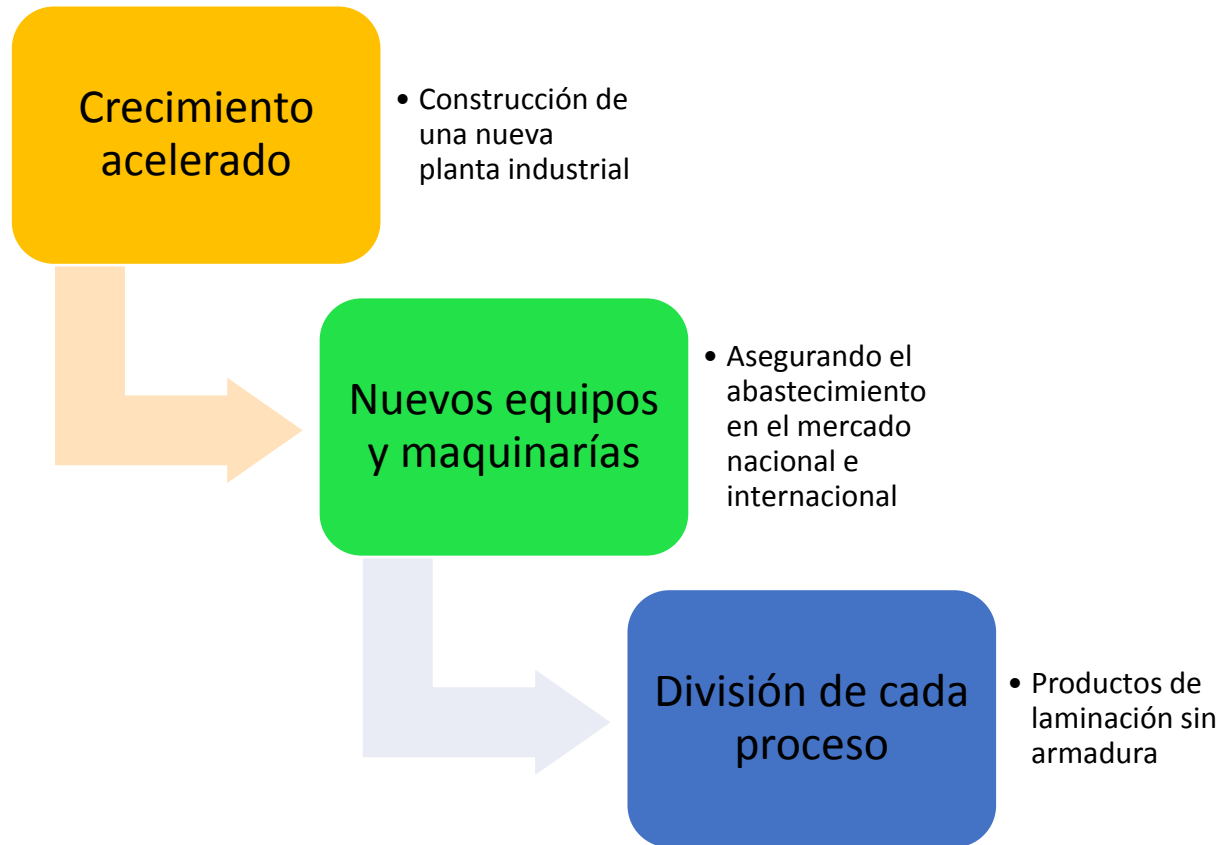 Crecimiento
acelerado
• Construcción de
una nueva
planta industrial
Nuevos equipos
y maquinarías
• Asegurando el
abastecimiento
en el mercado
nacional e
internacional
División de cada
proceso
• Productos de
laminación sin
armadura